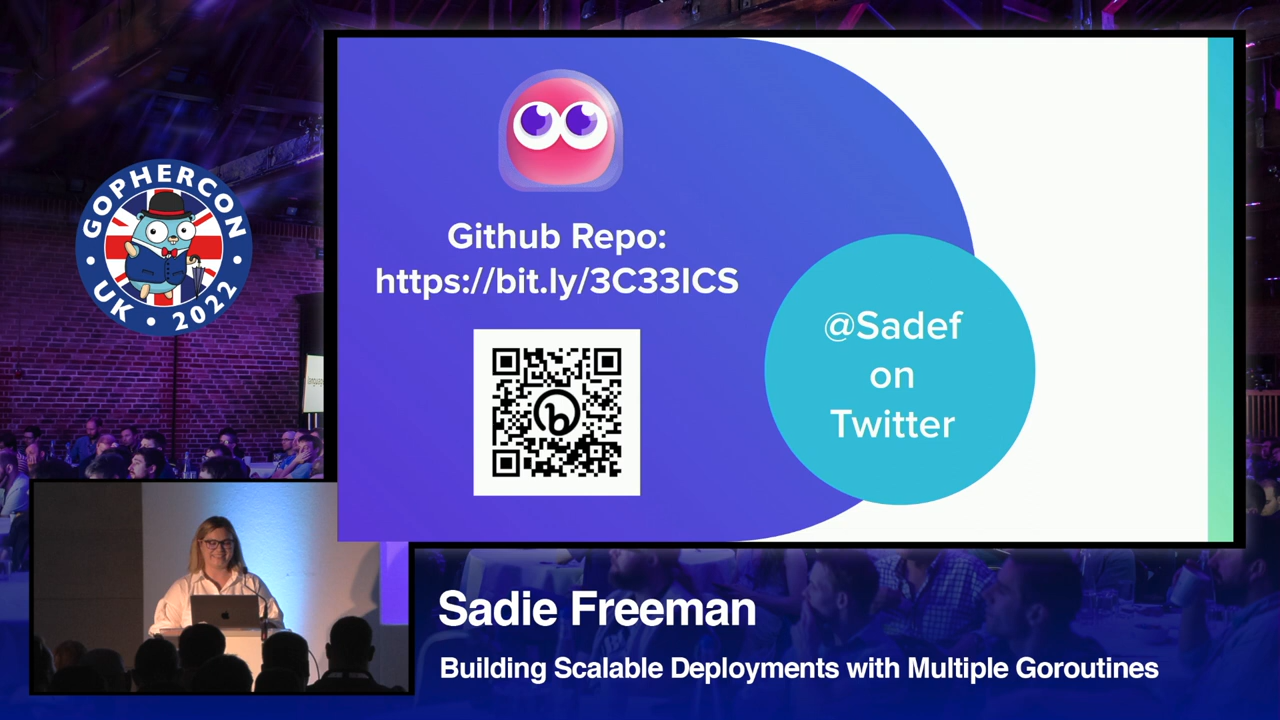 GOPHERCON
UK • 2022
Github Repo:
https://bit.ly/3C33ICS
@Sadef
on
Twitter
Sadie Freeman
Building Scalable Deployments with Multiple Goroutines